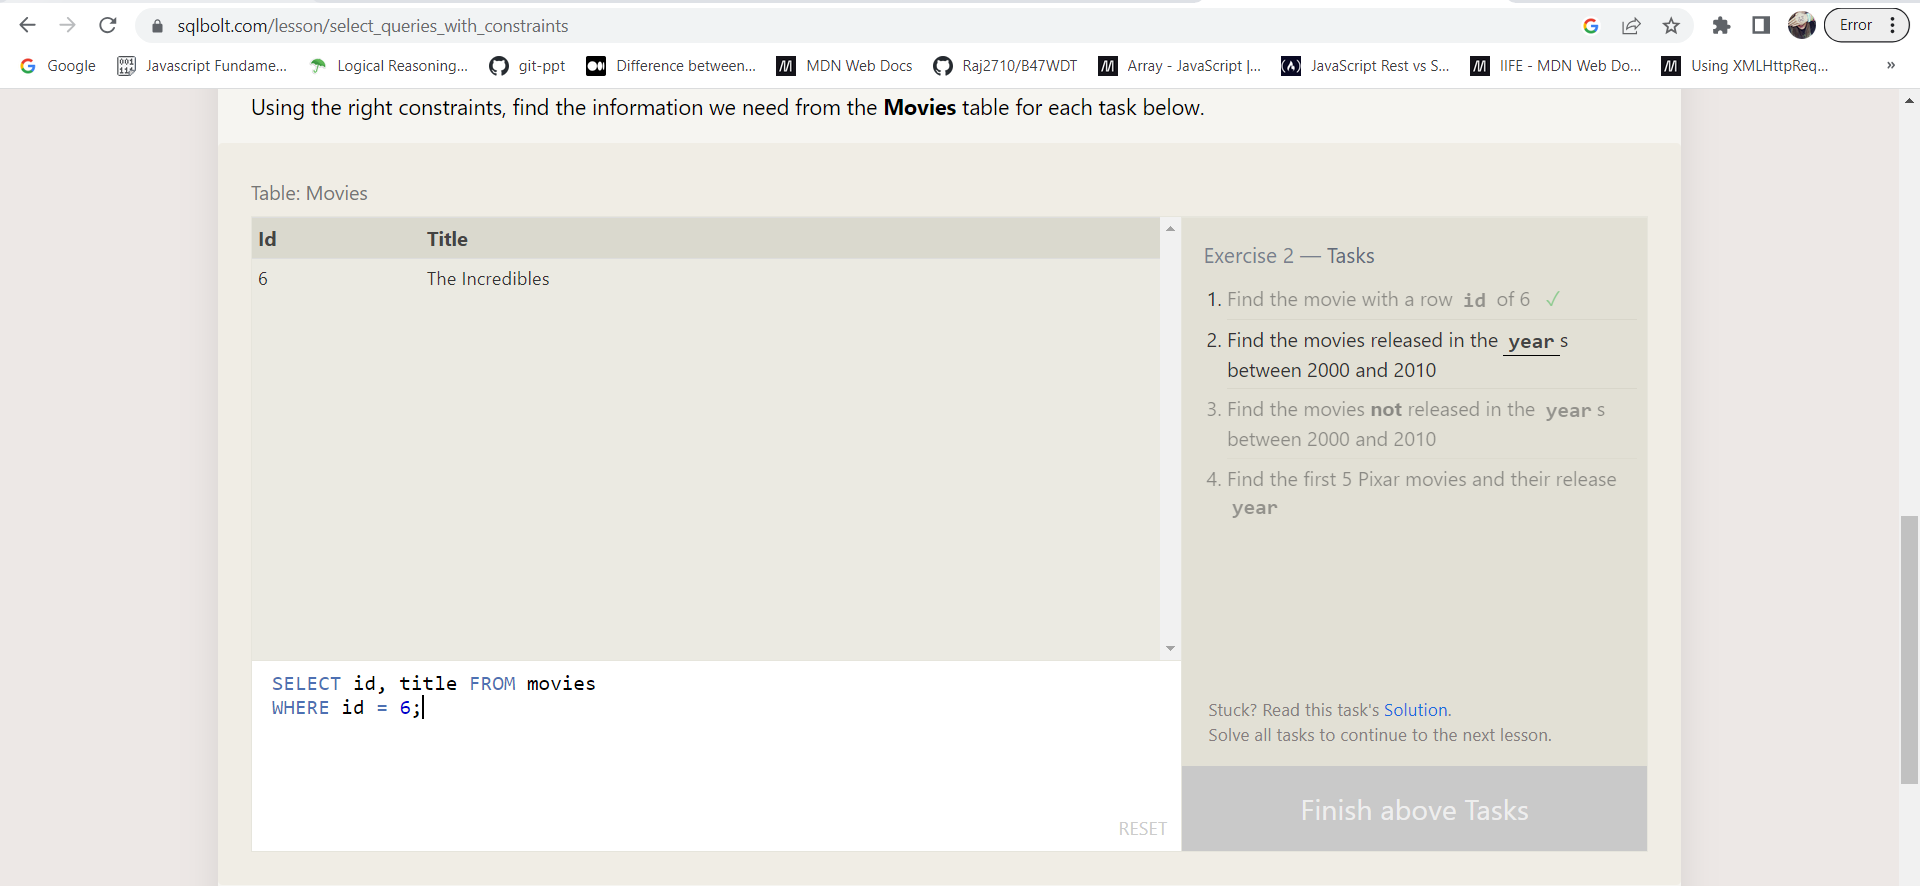 sqlbolt.com/lesson/select_queries_with_constraints
Error
Google
Javascript Fundame...
Logical Reasoning...
git-ppt
Difference between...
MDN Web Docs
Raj2710/B47WDT
Array - JavaScript |...
JavaScript Rest vs S...
IIFE - MDN Web Do...
Using XMLHttpReq...
»
Using the right constraints, find the information we need from the Movies table for each task below.
Table: Movies
Id Title
6 The Incredibles
SELECT id, title FROM movies
WHERE id = 6;
RESET
Exercise 2 — Tasks
1. Find the movie with a row id of 6 ✓
2. Find the movies released in the years
between 2000 and 2010
3. Find the movies not released in the years
between 2000 and 2010
4. Find the first 5 Pixar movies and their release
year
Stuck? Read this task's Solution.
Solve all tasks to continue to the next lesson.
Finish above Tasks